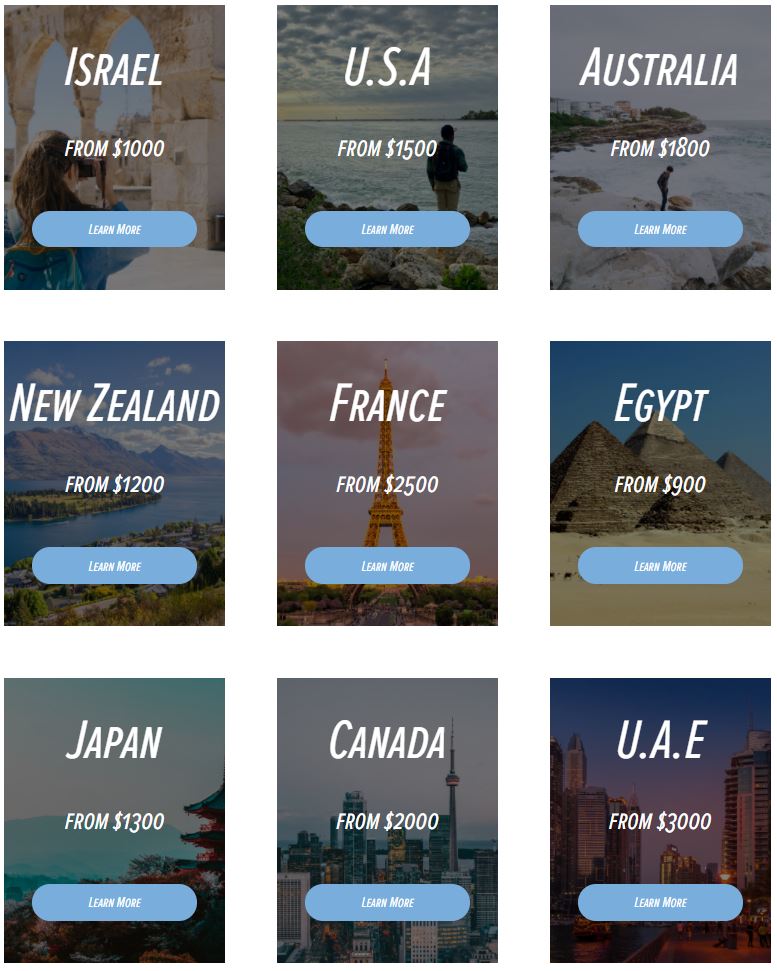 Israel
from $1000
Learn More
U.S.A
from $1500
Learn More
Australia
from $1800
Learn More
New Zealand
from $1200
Learn More
France
from $2500
Learn More
Egypt
from $900
Learn More
Japan
from $1300
Learn More
Canada
from $2000
Learn More
U.A.E
from $3000
Learn More